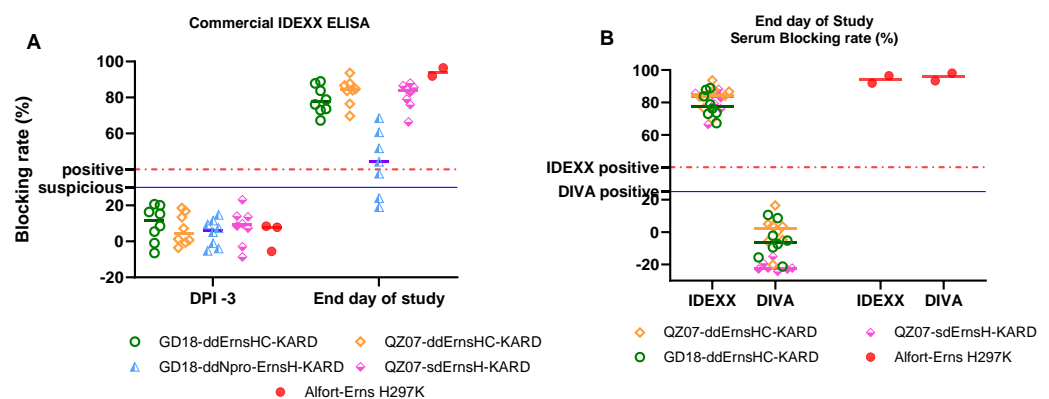 A
Commercial IDEXX ELISA
Blocking rate (%)
100
80
60
positive
suspicious
20
0
-20
DPI -3
End day of study
GD18-ddErnsHC-KARD
QZ07-ddErnsHC-KARD
GD18-ddNpro-ErnsH-KARD
QZ07-sdErnsH-KARD
Alfort-Erns H297K
B
End day of Study
Serum Blocking rate (%)
100
80
60
IDEXX positive
DIVA positive
20
0
-20
IDEXX
DIVA
IDEXX
DIVA
QZ07-ddErnsHC-KARD
QZ07-sdErnsH-KARD
GD18-ddErnsHC-KARD
Alfort-Erns H297K